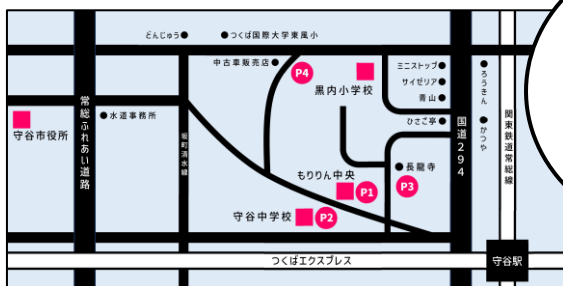 どんじゅう
つくば国際大学東風小
中古車販売店
P4
黒内小学校
ミニストップ
サイゼリア
青山
ひさご亭
ろうきん
かつや
関東鉄道常総線
国道294
常総ふれあい道路
守谷市役所
水道事務所
坂町清水線
もりりん中央
P1
長龍寺
P3
守谷中学校
P2
つくばエクスプレス
守谷駅